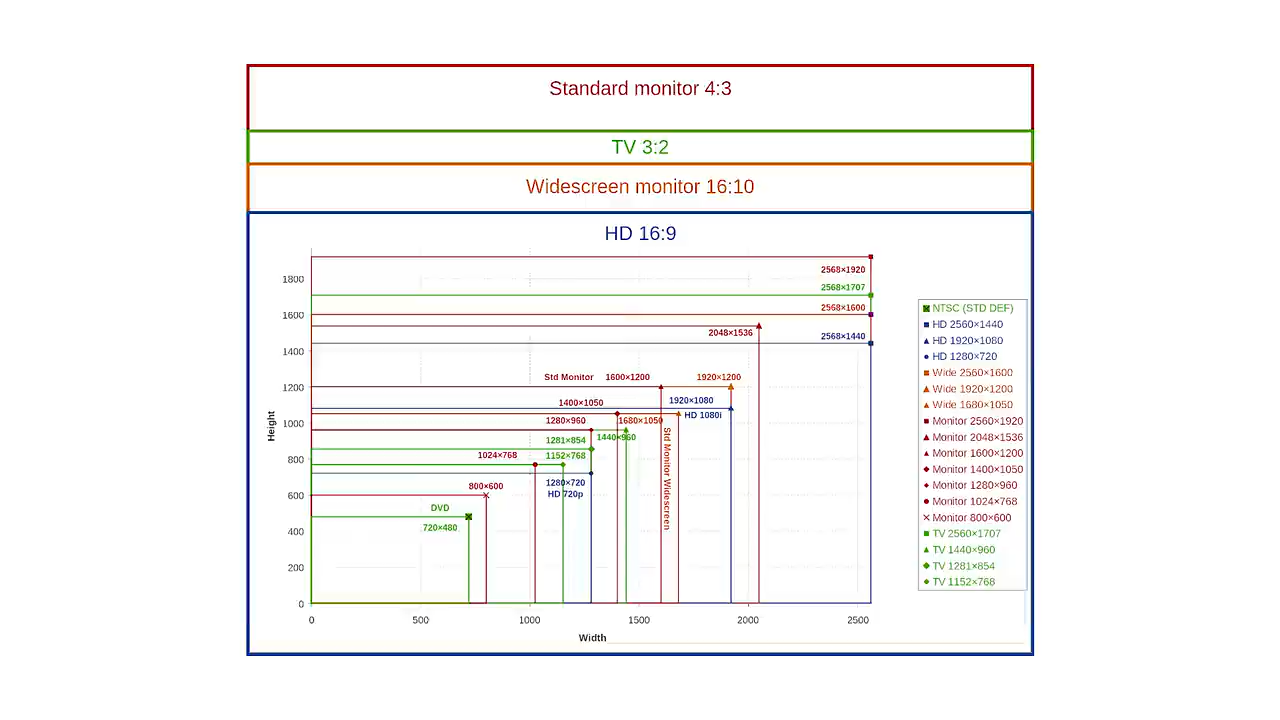 Standard monitor 4:3
TV 3:2
Widescreen monitor 16:10
HD 16:9
1800
1600
1400
1200
1000
800
600
400
200
0
Height
0
500
1000
1500
2000
2500
Width
2568×1920
2568×1707
2568×1600
2048×1536
2568×1440
Std Monitor
1600×1200
1920×1200
1400×1050
1920×1080
HD 1080i
1280×960
1680×1050
1281×854
1440×960
1024×768
1152×768
1280×720
HD 720p
800×600
DVD
720×480
Std Monitor Widescreen
NTSC (STD DEF)
HD 2560×1440
HD 1920×1080
HD 1280×720
Wide 2560×1600
Wide 1920×1200
Wide 1680×1050
Monitor 2560×1920
Monitor 2048×1536
Monitor 1600×1200
Monitor 1400×1050
Monitor 1280×960
Monitor 1024×768
Monitor 800×600
TV 2560×1707
TV 1440×960
TV 1281×854
TV 1152×768